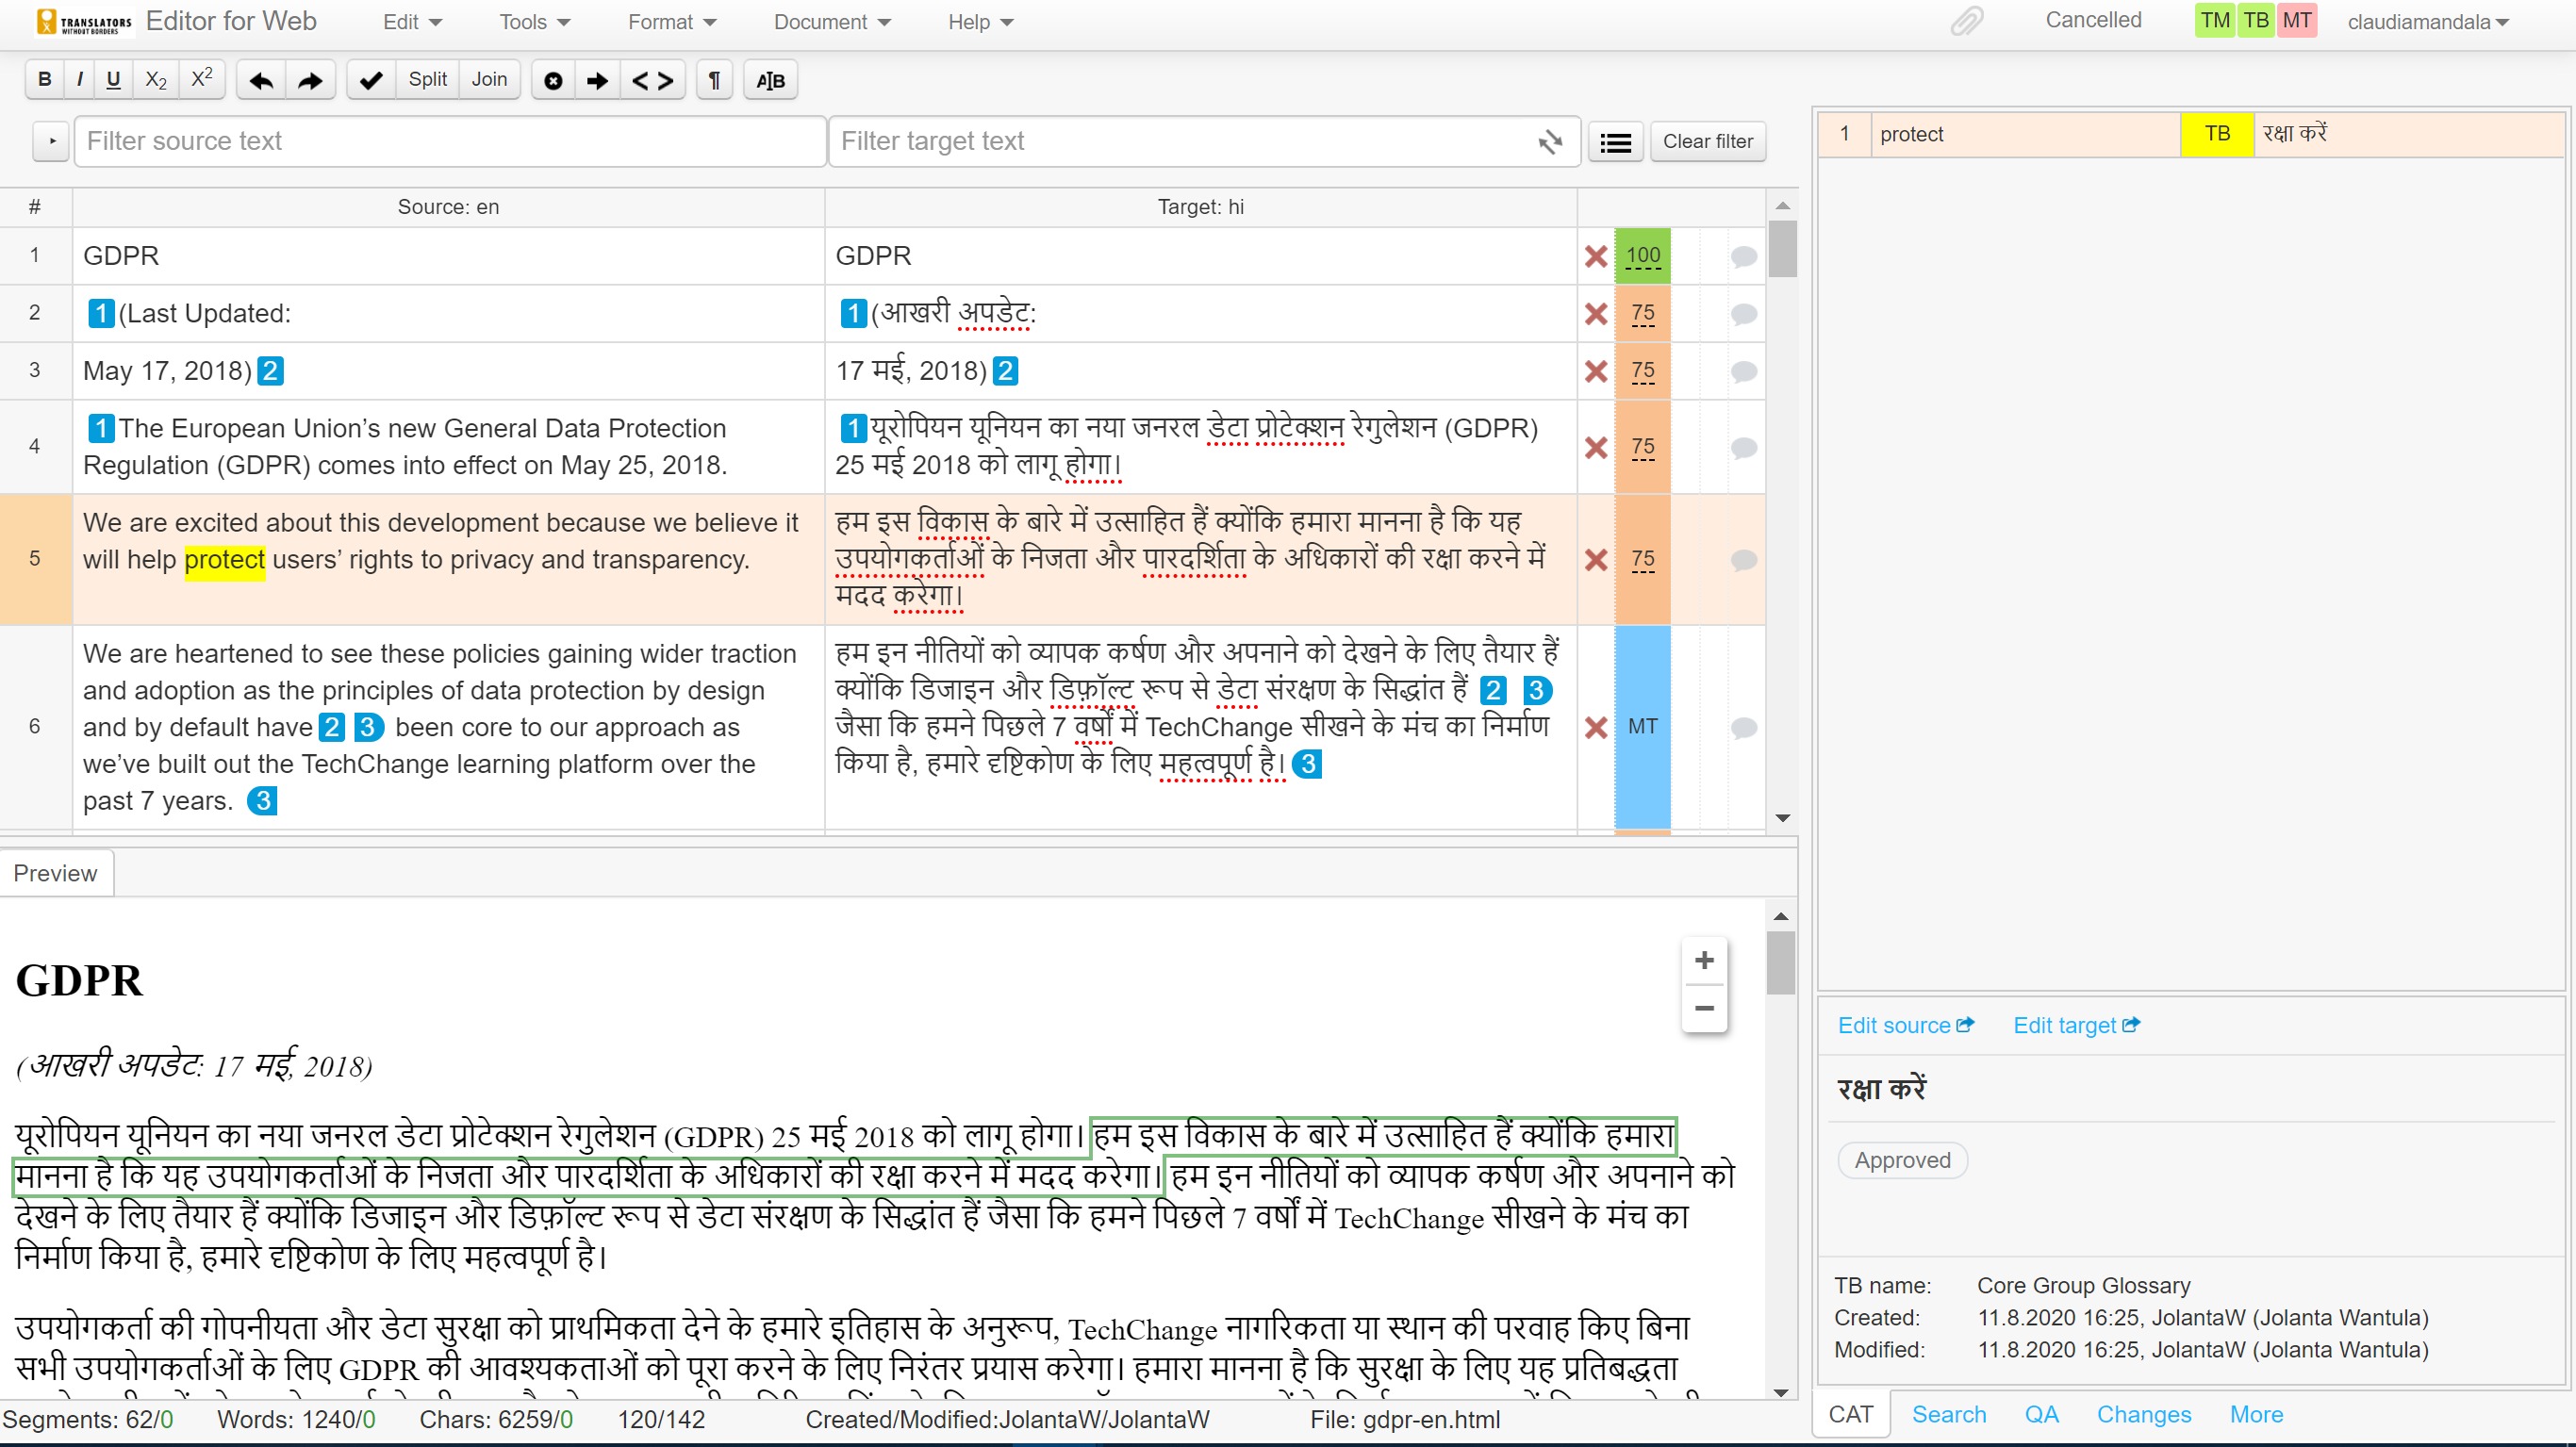 TRANSLATORS
WITHOUT BORDERS
Editor for Web
Edit
Tools
Format
Document
Help
Cancelled
TM TB MT
claudiamandala
B I U X2 X2
Split
Join
< >
¶
A|B
Filter source text
Filter target text
Clear filter
# Source: en Target: hi
1 GDPR GDPR 100
2 1 (Last Updated: 1 (आखरी अपडेट: 75
3 May 17, 2018) 2 17 मई, 2018) 2 75
4
1 The European Union’s new General Data Protection
Regulation (GDPR) comes into effect on May 25, 2018.
1 यूरोपियन यूनियन का नया जनरल डेटा प्रोटेक्शन रेगुलेशन (GDPR)
25 मई 2018 को लागू होगा।
75
5
We are excited about this development because we believe it
will help protect users’ rights to privacy and transparency.
हम इस विकास के बारे में उत्साहित हैं क्योंकि हमारा मानना है कि यह
उपयोगकर्ताओं के निजता और पारदर्शिता के अधिकारों की रक्षा करने में
मदद करेगा।
75
6
We are heartened to see these policies gaining wider traction
and adoption as the principles of data protection by design
and by default have 2 3 been core to our approach as
we’ve built out the TechChange learning platform over the
past 7 years. 3
हम इन नीतियों को व्यापक कर्षण और अपनाने को देखने के लिए तैयार हैं
क्योंकि डिजाइन और डिफ़ॉल्ट रूप से डेटा संरक्षण के सिद्धांत हैं 2 3
जैसा कि हमने पिछले 7 वर्षों में TechChange सीखने के मंच का निर्माण
किया है, हमारे दृष्टिकोण के लिए महत्वपूर्ण है। 3
MT
Preview
+
−
GDPR
(आखरी अपडेट: 17 मई, 2018)
यूरोपियन यूनियन का नया जनरल डेटा प्रोटेक्शन रेगुलेशन (GDPR) 25 मई 2018 को लागू होगा। हम इस विकास के बारे में उत्साहित हैं क्योंकि हमारा
मानना है कि यह उपयोगकर्ताओं के निजता और पारदर्शिता के अधिकारों की रक्षा करने में मदद करेगा। हम इन नीतियों को व्यापक कर्षण और अपनाने को
देखने के लिए तैयार हैं क्योंकि डिजाइन और डिफ़ॉल्ट रूप से डेटा संरक्षण के सिद्धांत हैं जैसा कि हमने पिछले 7 वर्षों में TechChange सीखने के मंच का
निर्माण किया है, हमारे दृष्टिकोण के लिए महत्वपूर्ण है।
उपयोगकर्ता की गोपनीयता और डेटा सुरक्षा को प्राथमिकता देने के हमारे इतिहास के अनुरूप, TechChange नागरिकता या स्थान की परवाह किए बिना
सभी उपयोगकर्ताओं के लिए GDPR की आवश्यकताओं को पूरा करने के लिए निरंतर प्रयास करेगा। हमारा मानना है कि सुरक्षा के लिए यह प्रतिबद्धता
Segments: 62/0 Words: 1240/0 Chars: 6259/0 120/142 Created/Modified:JolantaW/JolantaW File: gdpr-en.html
1 protect TB रक्षा करें
Edit source Edit target
रक्षा करें
Approved
TB name: Core Group Glossary
Created: 11.8.2020 16:25, JolantaW (Jolanta Wantula)
Modified: 11.8.2020 16:25, JolantaW (Jolanta Wantula)
CAT Search QA Changes More